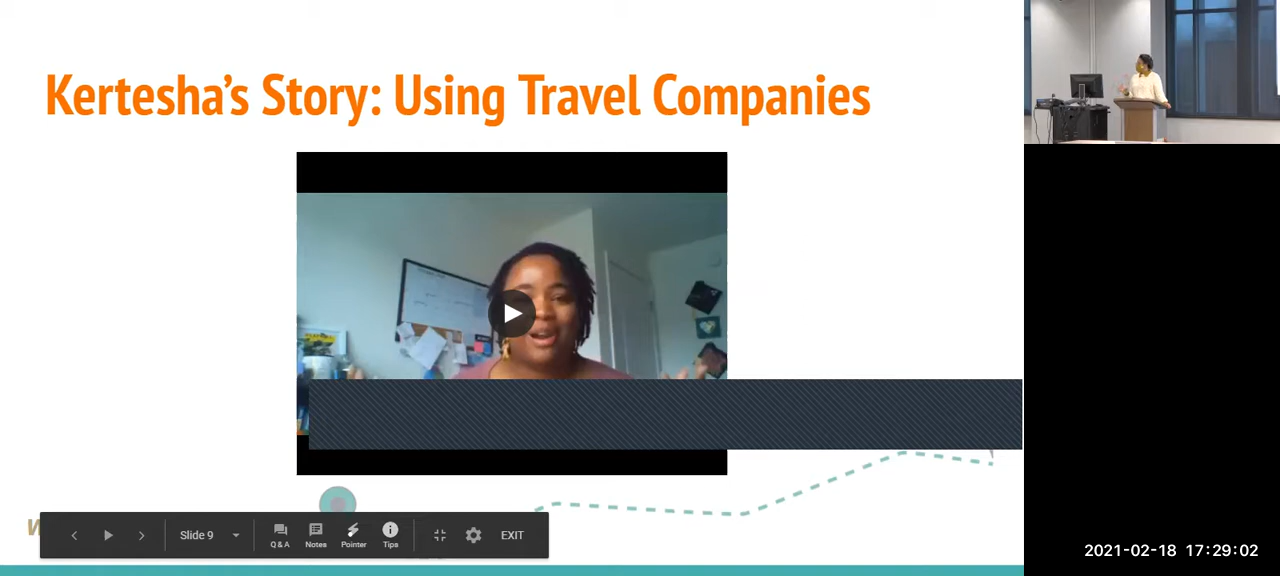 Kertesha's Story: Using Travel Companies
Slide 9
Q & A
Notes
Pointer
Tips
EXIT
2021-02-18 17:29:02